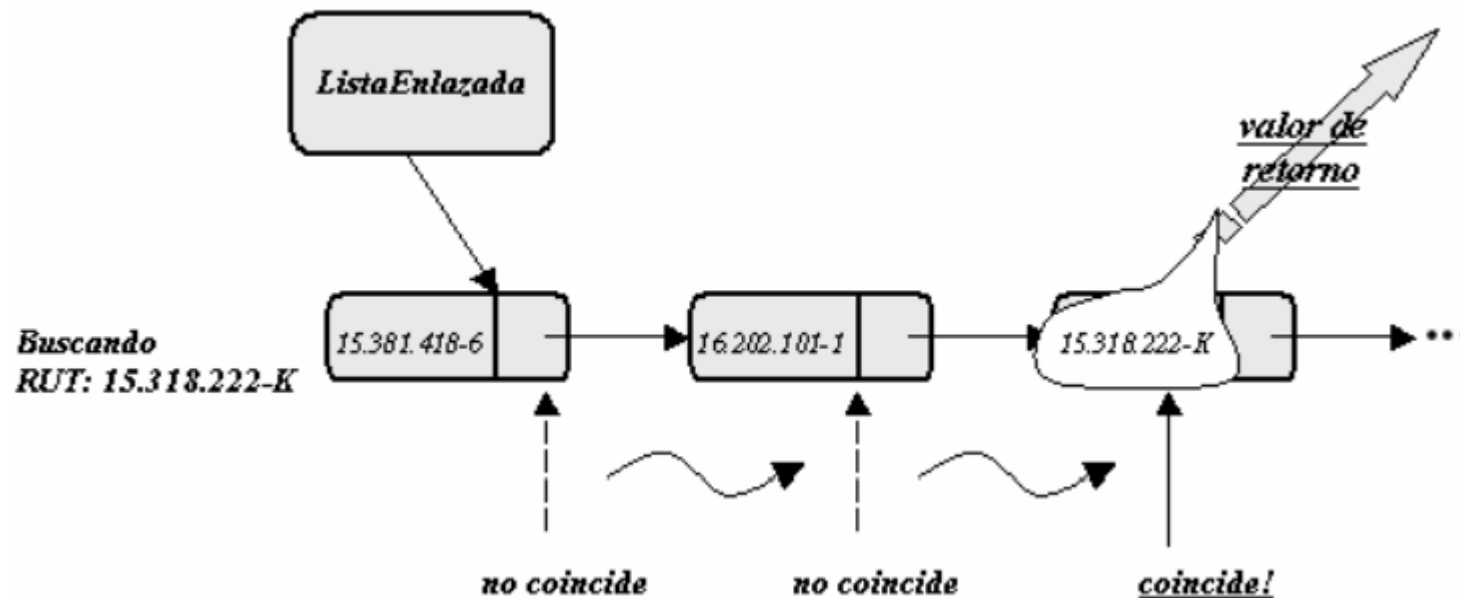 ListaEnlazada
valor de
retorno
Buscando
RUT: 15.318.222-K
15.381.418-6
16.202.101-1
15.318.222-K
no coincide
no coincide
coincide!